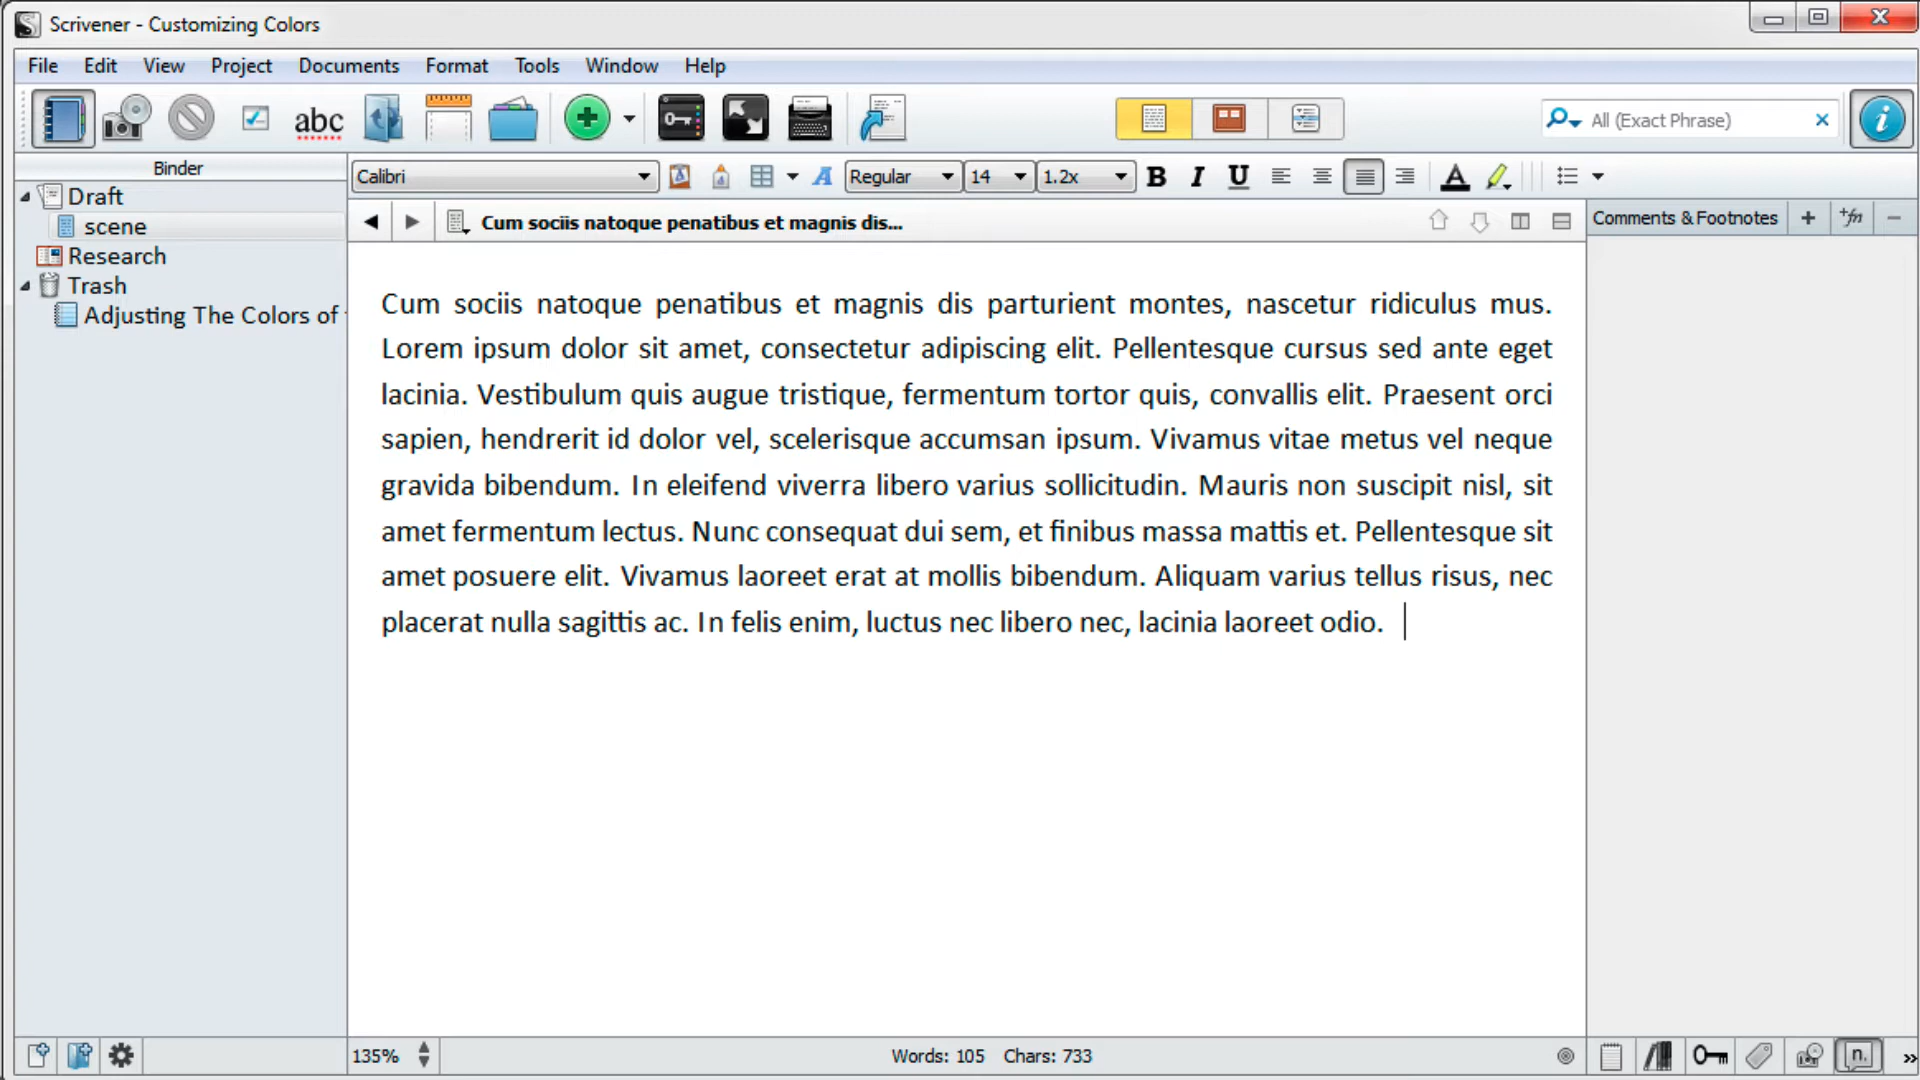 Scrivener - Customizing Colors
File Edit View Project Documents Format Tools Window Help
abc
All (Exact Phrase)
Binder
Calibri
Regular
14
1.2x
B I U
A
Draft
scene
Research
Trash
Adjusting The Colors of
Cum sociis natoque penatibus et magnis dis...
Comments & Footnotes
+fn
Cum sociis natoque penatibus et magnis dis parturient montes, nascetur ridiculus mus.
Lorem ipsum dolor sit amet, consectetur adipiscing elit. Pellentesque cursus sed ante eget
lacinia. Vestibulum quis augue tristique, fermentum tortor quis, convallis elit. Praesent orci
sapien, hendrerit id dolor vel, scelerisque accumsan ipsum. Vivamus vitae metus vel neque
gravida bibendum. In eleifend viverra libero varius sollicitudin. Mauris non suscipit nisl, sit
amet fermentum lectus. Nunc consequat dui sem, et finibus massa mattis et. Pellentesque sit
amet posuere elit. Vivamus laoreet erat at mollis bibendum. Aliquam varius tellus risus, nec
placerat nulla sagittis ac. In felis enim, luctus nec libero nec, lacinia laoreet odio.
135%
Words: 105 Chars: 733
n.